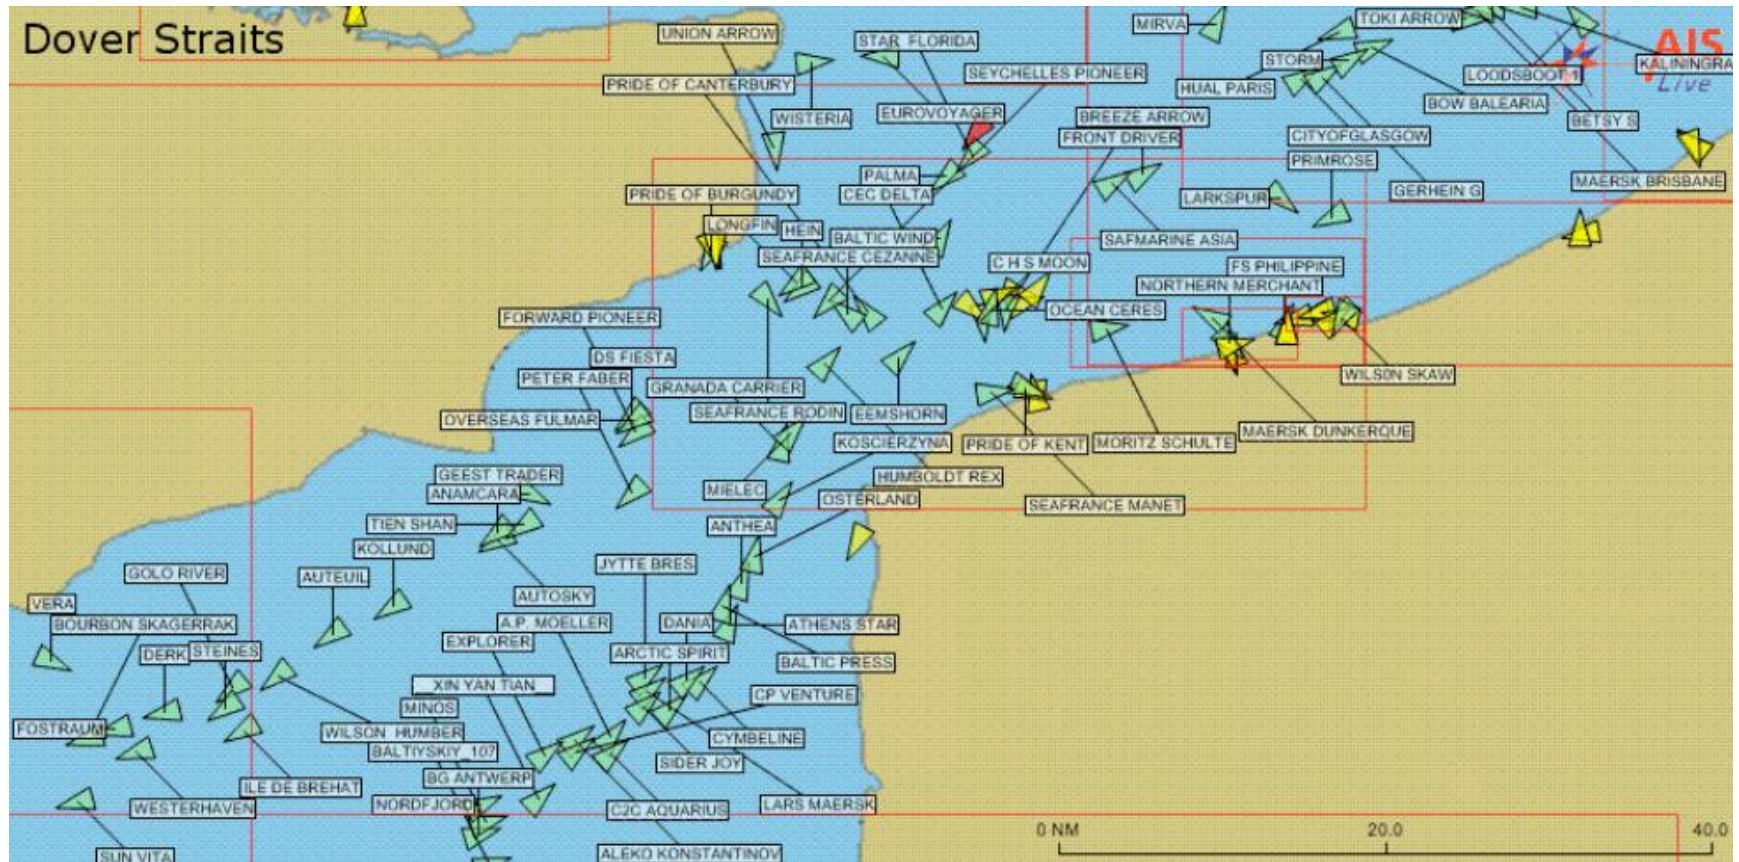 Dover Straits
UNION ARROW
STAR FLORIDA
MIRVA
TOKI ARROW
AIS
Live
PRIDE OF CANTERBURY
SEYCHELLES PIONEER
STORM
HUAL PARIS
LOODSBOOT 1
KALININGRA
WISTERIA
EUROVOYAGER
BREEZE ARROW
BOW BALEARIA
BETSY S
FRONT DRIVER
CITYOFGLASGOW
PRIMROSE
PALMA
PRIDE OF BURGUNDY
CEC DELTA
LARKSPUR
GERHEIN G
MAERSK BRISBANE
LONGFIN
HEIN
BALTIC WIND
SAFMARINE ASIA
SEAFRANCE CEZANNE
C H S MOON
FS PHILIPPINE
NORTHERN MERCHANT
FORWARD PIONEER
OCEAN CERES
DS FIESTA
PETER FABER
GRANADA CARRIER
WILSON SKAW
OVERSEAS FULMAR
SEAFRANCE RODIN
EEMSHORN
KOSCIERZYNA
PRIDE OF KENT
MORITZ SCHULTE
MAERSK DUNKERQUE
GEEST TRADER
ANAMCARA
MIELEC
HUMBOLDT REX
OSTERLAND
SEAFRANCE MANET
TIEN SHAN
ANTHEA
KOLLUND
GOLO RIVER
AUTEUIL
JYTTE BRES
VERA
AUTOSKY
BOURBON SKAGERRAK
A.P. MOELLER
DANIA
ATHENS STAR
DERK
STEINES
EXPLORER
ARCTIC SPIRIT
BALTIC PRESS
XIN YAN TIAN
CP VENTURE
MINOS
FOSTRAUM
WILSON HUMBER
CYMBELINE
BALTIYSKIY_107
SIDER JOY
ILE DE BREHAT
BG ANTWERP
WESTERHAVEN
NORDFJORD
C2C AQUARIUS
LARS MAERSK
0 NM
20.0
40.0
SUN VITA
ALEKO KONSTANTINOV